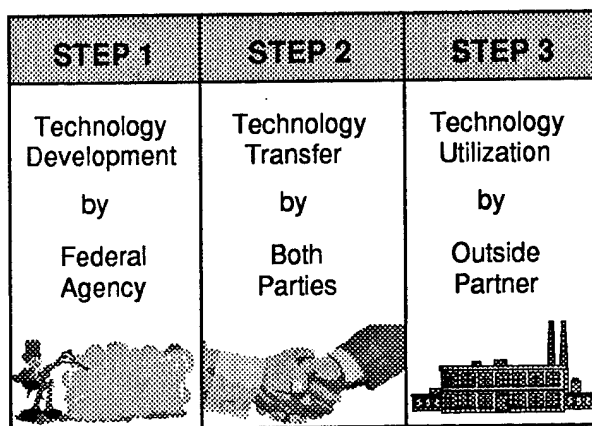 STEP 1
Technology
Development
by
Federal
Agency
STEP 2
Technology
Transfer
by
Both
Parties
STEP 3
Technology
Utilization
by
Outside
Partner